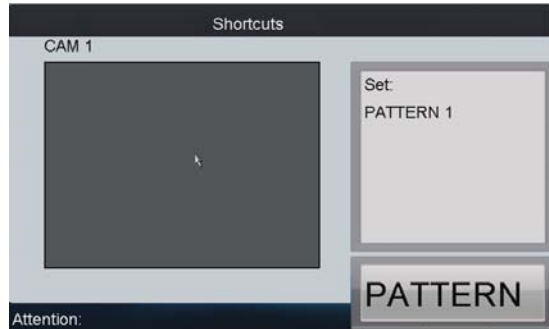 Shortcuts
CAM 1
Set:
PATTERN 1
PATTERN
Attention: